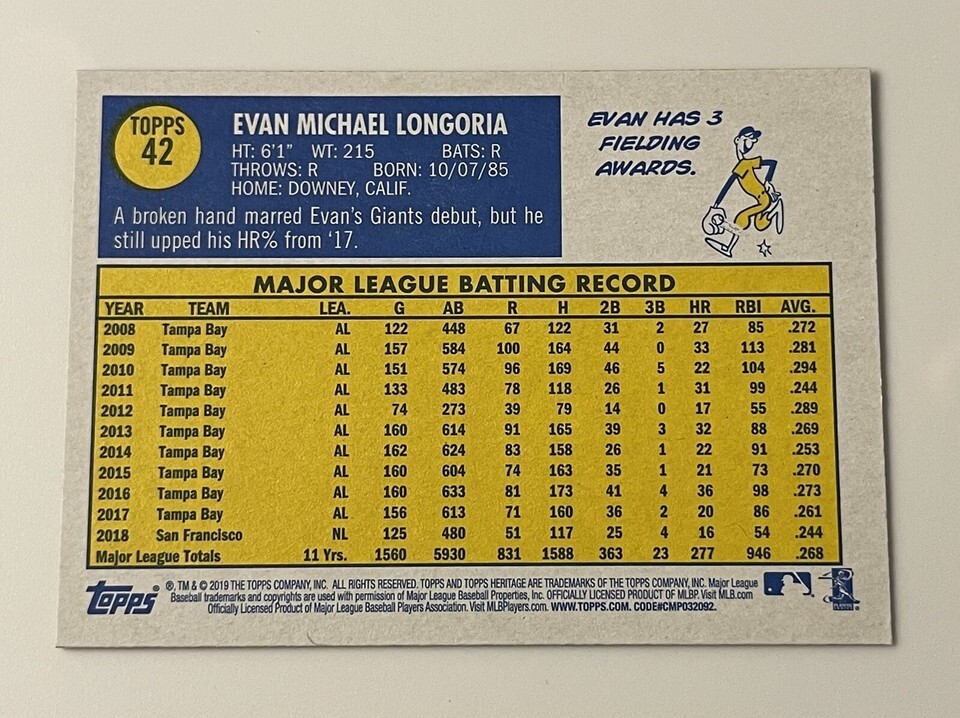 TOPPS
42
EVAN MICHAEL LONGORIA
HT: 6'1" WT: 215 BATS: R
THROWS: R BORN: 10/07/85
HOME: DOWNEY, CALIF.
A broken hand marred Evan's Giants debut, but he
still upped his HR% from '17.
EVAN HAS 3
FIELDING
AWARDS.
MAJOR LEAGUE BATTING RECORD
YEAR TEAM LEA. G AB R H 2B 3B HR RBI AVG.
2008 Tampa Bay AL 122 448 67 122 31 2 27 85 .272
2009 Tampa Bay AL 157 584 100 164 44 0 33 113 .281
2010 Tampa Bay AL 151 574 96 169 46 5 22 104 .294
2011 Tampa Bay AL 133 483 78 118 26 1 31 99 .244
2012 Tampa Bay AL 74 273 39 79 14 0 17 55 .289
2013 Tampa Bay AL 160 614 91 165 39 3 32 88 .269
2014 Tampa Bay AL 162 624 83 158 26 1 22 91 .253
2015 Tampa Bay AL 160 604 74 163 35 1 21 73 .270
2016 Tampa Bay AL 160 633 81 173 41 4 36 98 .273
2017 Tampa Bay AL 156 613 71 160 36 2 20 86 .261
2018 San Francisco NL 125 480 51 117 25 4 16 54 .244
Major League Totals 11 Yrs. 1560 5930 831 1588 363 23 277 946 .268
Topps
®, TM & © 2019 THE TOPPS COMPANY, INC. ALL RIGHTS RESERVED. TOPPS AND TOPPS HERITAGE ARE TRADEMARKS OF THE TOPPS COMPANY, INC. Major League
Baseball trademarks and copyrights are used with permission of Major League Baseball Properties, Inc. OFFICIALLY LICENSED PRODUCT OF MLBP. Visit MLB.com
Officially Licensed Product of Major League Baseball Players Association. Visit MLBPlayers.com. WWW.TOPPS.COM. CODE#CMP032092.